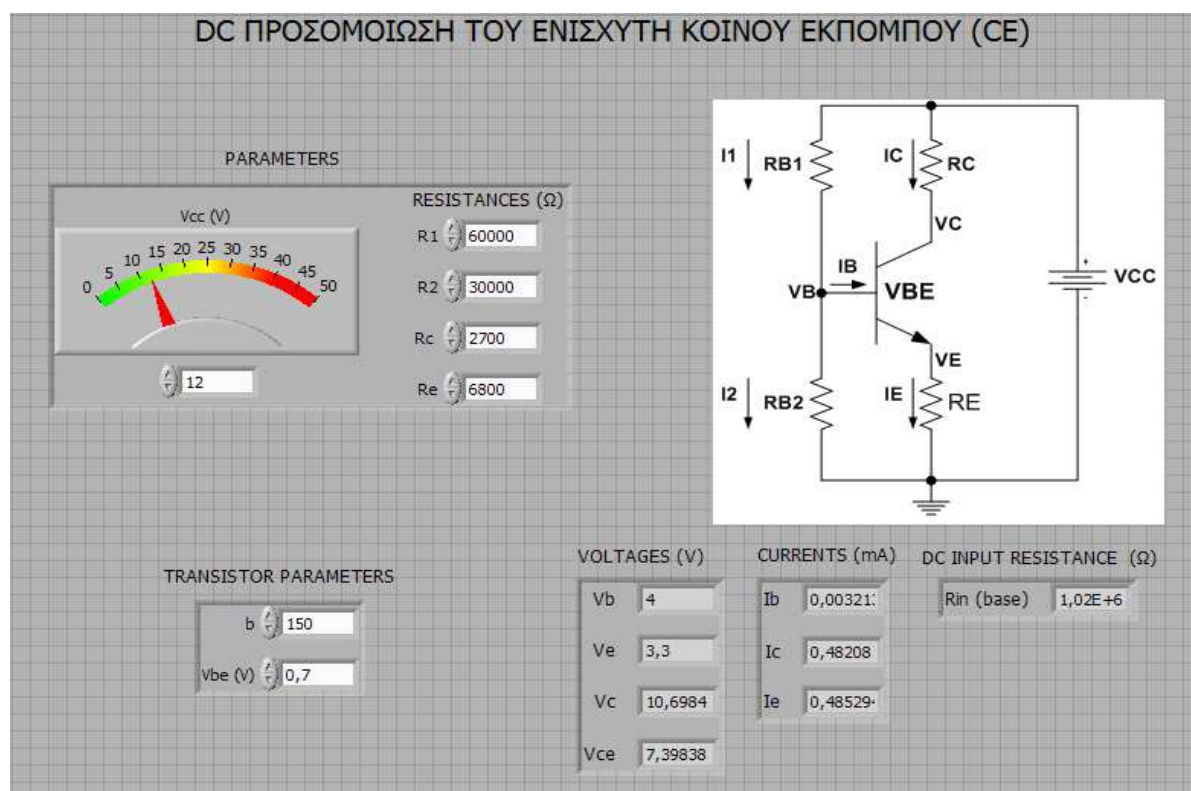 DC ΠΡΟΣΟΜΟΙΩΣΗ ΤΟΥ ΕΝΙΣΧΥΤΗ ΚΟΙΝΟΥ ΕΚΠΟΜΠΟΥ (CE)
PARAMETERS
Vcc (V)
0 5 10 15 20 25 30 35 40 45 50
12
RESISTANCES (Ω)
R1 60000
R2 30000
Rc 2700
Re 6800
I1 RB1 IC RC
VC
IB
VB VBE
VCC
+
-
VE
I2 RB2 IE RE
TRANSISTOR PARAMETERS
b 150
Vbe (V) 0,7
VOLTAGES (V)
Vb 4
Ve 3,3
Vc 10,6984
Vce 7,39838
CURRENTS (mA)
Ib 0,00321
Ic 0,48208
Ie 0,48529
DC INPUT RESISTANCE (Ω)
Rin (base) 1,02E+6